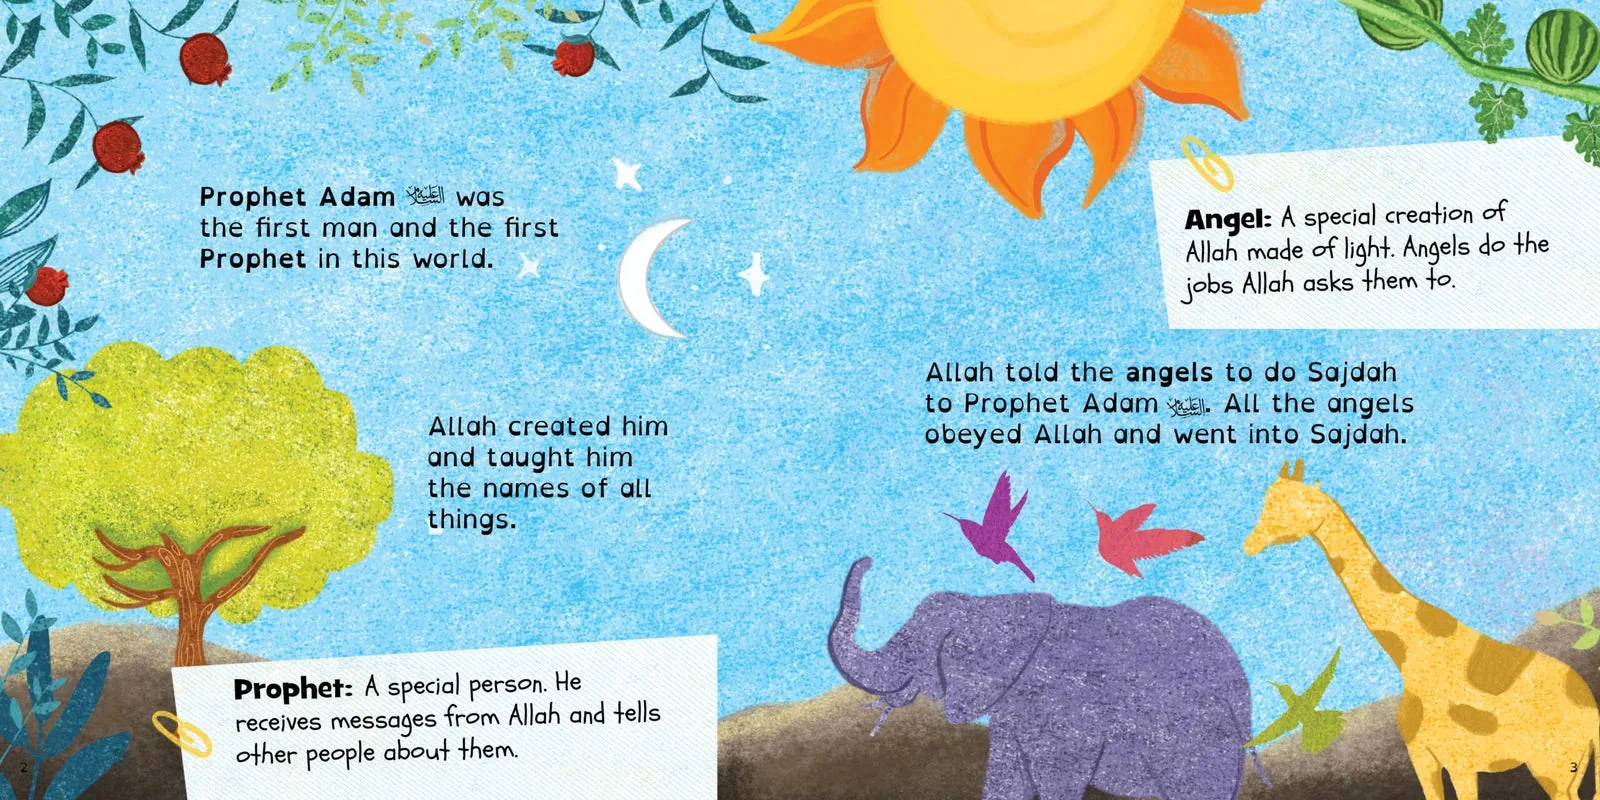 Prophet Adam عليه السلام was
the first man and the first
Prophet in this world.
Allah created him
and taught him
the names of all
things.
Prophet: A special person. He
receives messages from Allah and tells
other people about them.
2
Angel: A special creation of
Allah made of light. Angels do the
jobs Allah asks them to.
Allah told the angels to do Sajdah
to Prophet Adam عليه السلام. All the angels
obeyed Allah and went into Sajdah.
3